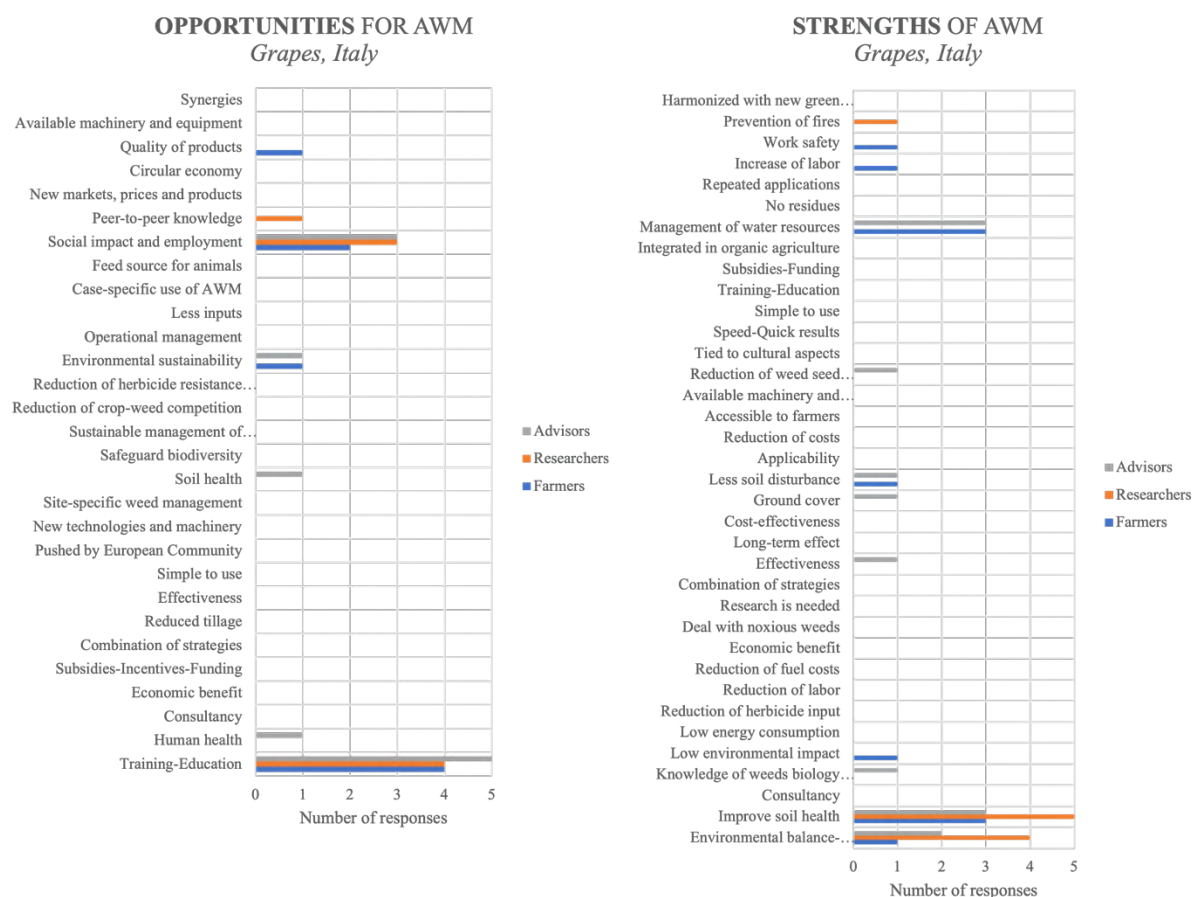 OPPORTUNITIES FOR AWM
Grapes, Italy
Synergies
Available machinery and equipment
Quality of products
Circular economy
New markets, prices and products
Peer-to-peer knowledge
Social impact and employment
Feed source for animals
Case-specific use of AWM
Less inputs
Operational management
Environmental sustainability
Reduction of herbicide resistance…
Reduction of crop-weed competition
Sustainable management of…
Safeguard biodiversity
Soil health
Site-specific weed management
New technologies and machinery
Pushed by European Community
Simple to use
Effectiveness
Reduced tillage
Combination of strategies
Subsidies-Incentives-Funding
Economic benefit
Consultancy
Human health
Training-Education
0 1 2 3 4 5
Number of responses
Advisors
Researchers
Farmers
STRENGTHS OF AWM
Grapes, Italy
Harmonized with new green…
Prevention of fires
Work safety
Increase of labor
Repeated applications
No residues
Management of water resources
Integrated in organic agriculture
Subsidies-Funding
Training-Education
Simple to use
Speed-Quick results
Tied to cultural aspects
Reduction of weed seed…
Available machinery and…
Accessible to farmers
Reduction of costs
Applicability
Less soil disturbance
Ground cover
Cost-effectiveness
Long-term effect
Effectiveness
Combination of strategies
Research is needed
Deal with noxious weeds
Economic benefit
Reduction of fuel costs
Reduction of labor
Reduction of herbicide input
Low energy consumption
Low environmental impact
Knowledge of weeds biology…
Consultancy
Improve soil health
Environmental balance-…
0 1 2 3 4 5
Number of responses
Advisors
Researchers
Farmers